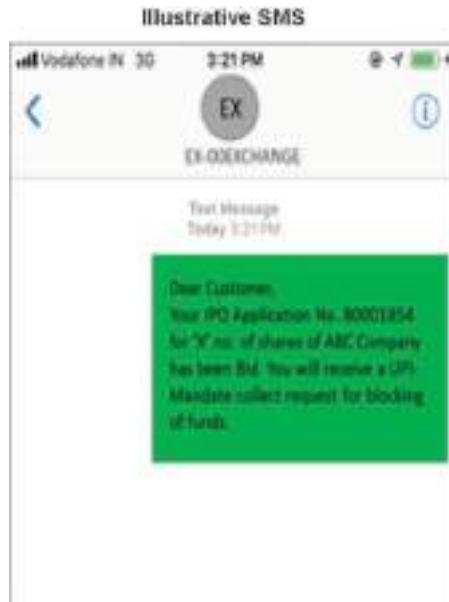 Illustrative SMS
Vodafone IN 3G 3:21 PM
EX
EX-00EXCHANGE
Text Message
Today 3:21 PM
Dear Customer,
Your IPO Application No. 80001854
for "X" no. of shares of ABC Company
has been Bid. You will receive a UPI-
Mandate collect request for blocking
of funds.